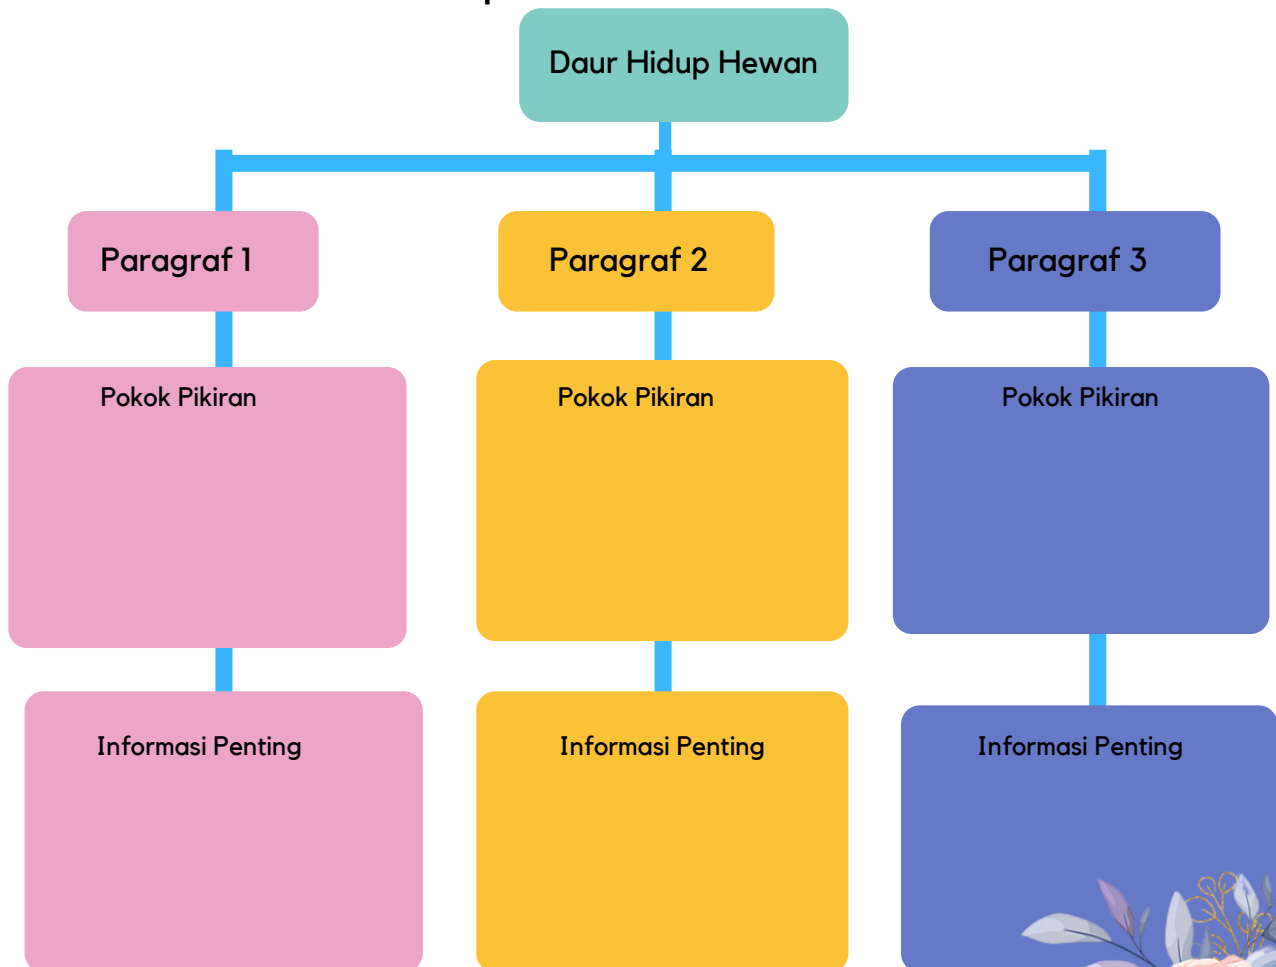 Daur Hidup Hewan
Paragraf 1
Paragraf 2
Paragraf 3
Pokok Pikiran
Pokok Pikiran
Pokok Pikiran
Informasi Penting
Informasi Penting
Informasi Penting